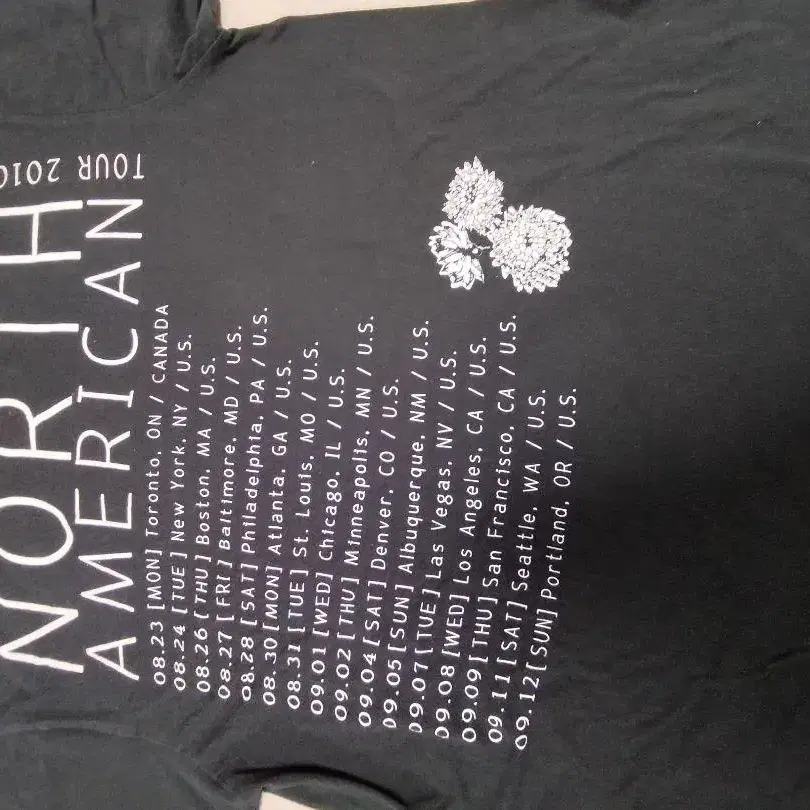 NORTH
AMERICAN
TOUR 2010
08.23 [MON] Toronto, ON / CANADA
08.24 [TUE] New York, NY / U.S.
08.26 [THU] Boston, MA / U.S.
08.27 [FRI] Baltimore, MD / U.S.
08.28 [SAT] Philadelphia, PA / U.S.
08.30 [MON] Atlanta, GA / U.S.
08.31 [TUE] St. Louis, MO / U.S.
09.01 [WED] Chicago, IL / U.S.
09.02 [THU] Minneapolis, MN / U.S.
09.04 [SAT] Denver, CO / U.S.
09.05 [SUN] Albuquerque, NM / U.S.
09.07 [TUE] Las Vegas, NV / U.S.
09.08 [WED] Los Angeles, CA / U.S.
09.09 [THU] San Francisco, CA / U.S.
09.11 [SAT] Seattle, WA / U.S.
09.12 [SUN] Portland, OR / U.S.